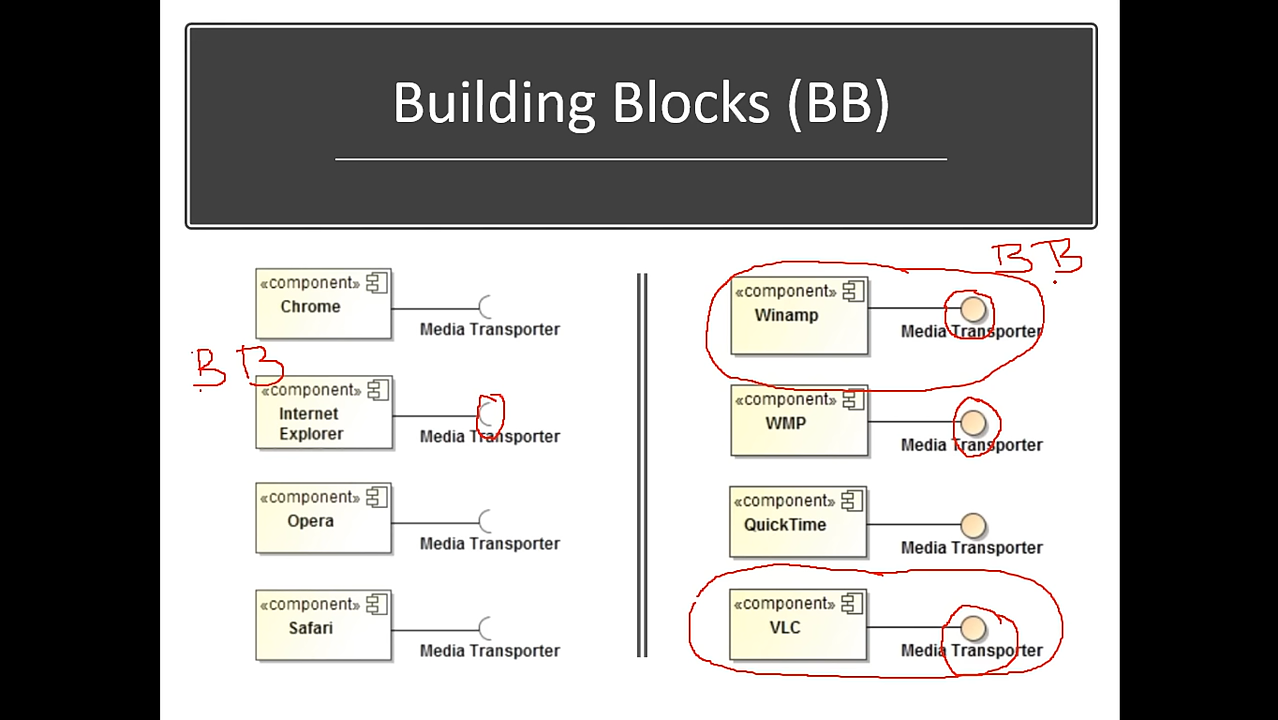 Building Blocks (BB)
«component»
Chrome
Media Transporter
BB
«component»
Internet
Explorer
Media Transporter
«component»
Opera
Media Transporter
«component»
Safari
Media Transporter
BB
«component»
Winamp
Media Transporter
«component»
WMP
Media Transporter
«component»
QuickTime
Media Transporter
«component»
VLC
Media Transporter